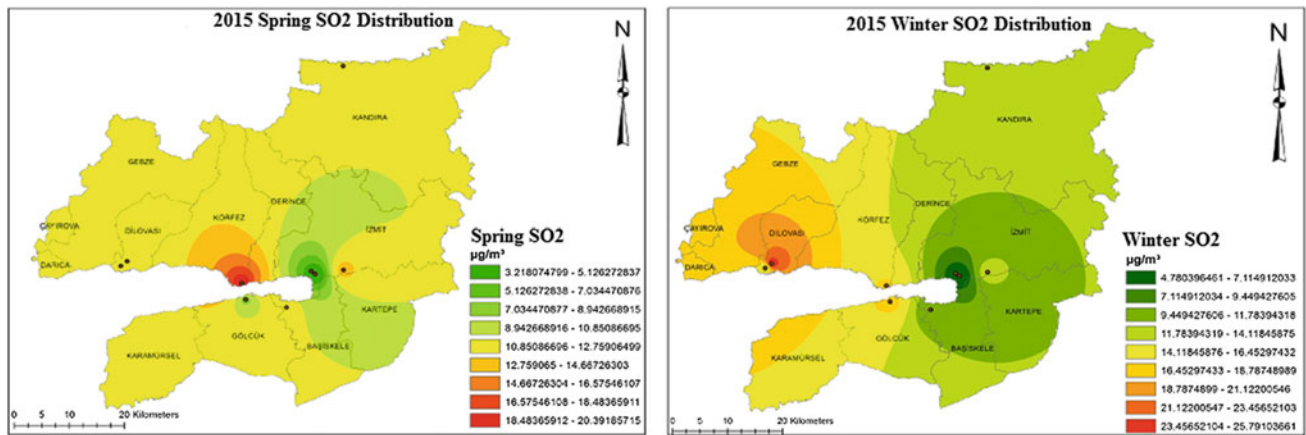 2015 Spring SO2 Distribution
N
KANDIRA
GEBZE
DERİNCE
KÖRFEZ
ÇAYIROVA
DİLOVASI
İZMİT
DARICA
KARTEPE
GÖLCÜK
BAŞİSKELE
KARAMÜRSEL
0 5 10 20 Kilometers
Spring SO2
µg/m³
3.218074799 - 5.126272837
5.126272838 - 7.034470876
7.034470877 - 8.942668915
8.942668916 - 10.85086695
10.85086696 - 12.75906499
12.759065 - 14.66726303
14.66726304 - 16.57546107
16.57546108 - 18.48365911
18.48365912 - 20.39185715
2015 Winter SO2 Distribution
N
KANDIRA
GEBZE
DERİNCE
KÖRFEZ
ÇAYIROVA
DİLOVASI
İZMİT
DARICA
KARTEPE
GÖLCÜK
BAŞİSKELE
KARAMÜRSEL
0 5 10 20 Kilometers
Winter SO2
µg/m³
4.780396461 - 7.114912033
7.114912034 - 9.449427605
9.449427606 - 11.78394318
11.78394319 - 14.11845875
14.11845876 - 16.45297432
16.45297433 - 18.78748989
18.7874899 - 21.12200546
21.12200547 - 23.45652103
23.45652104 - 25.79103661